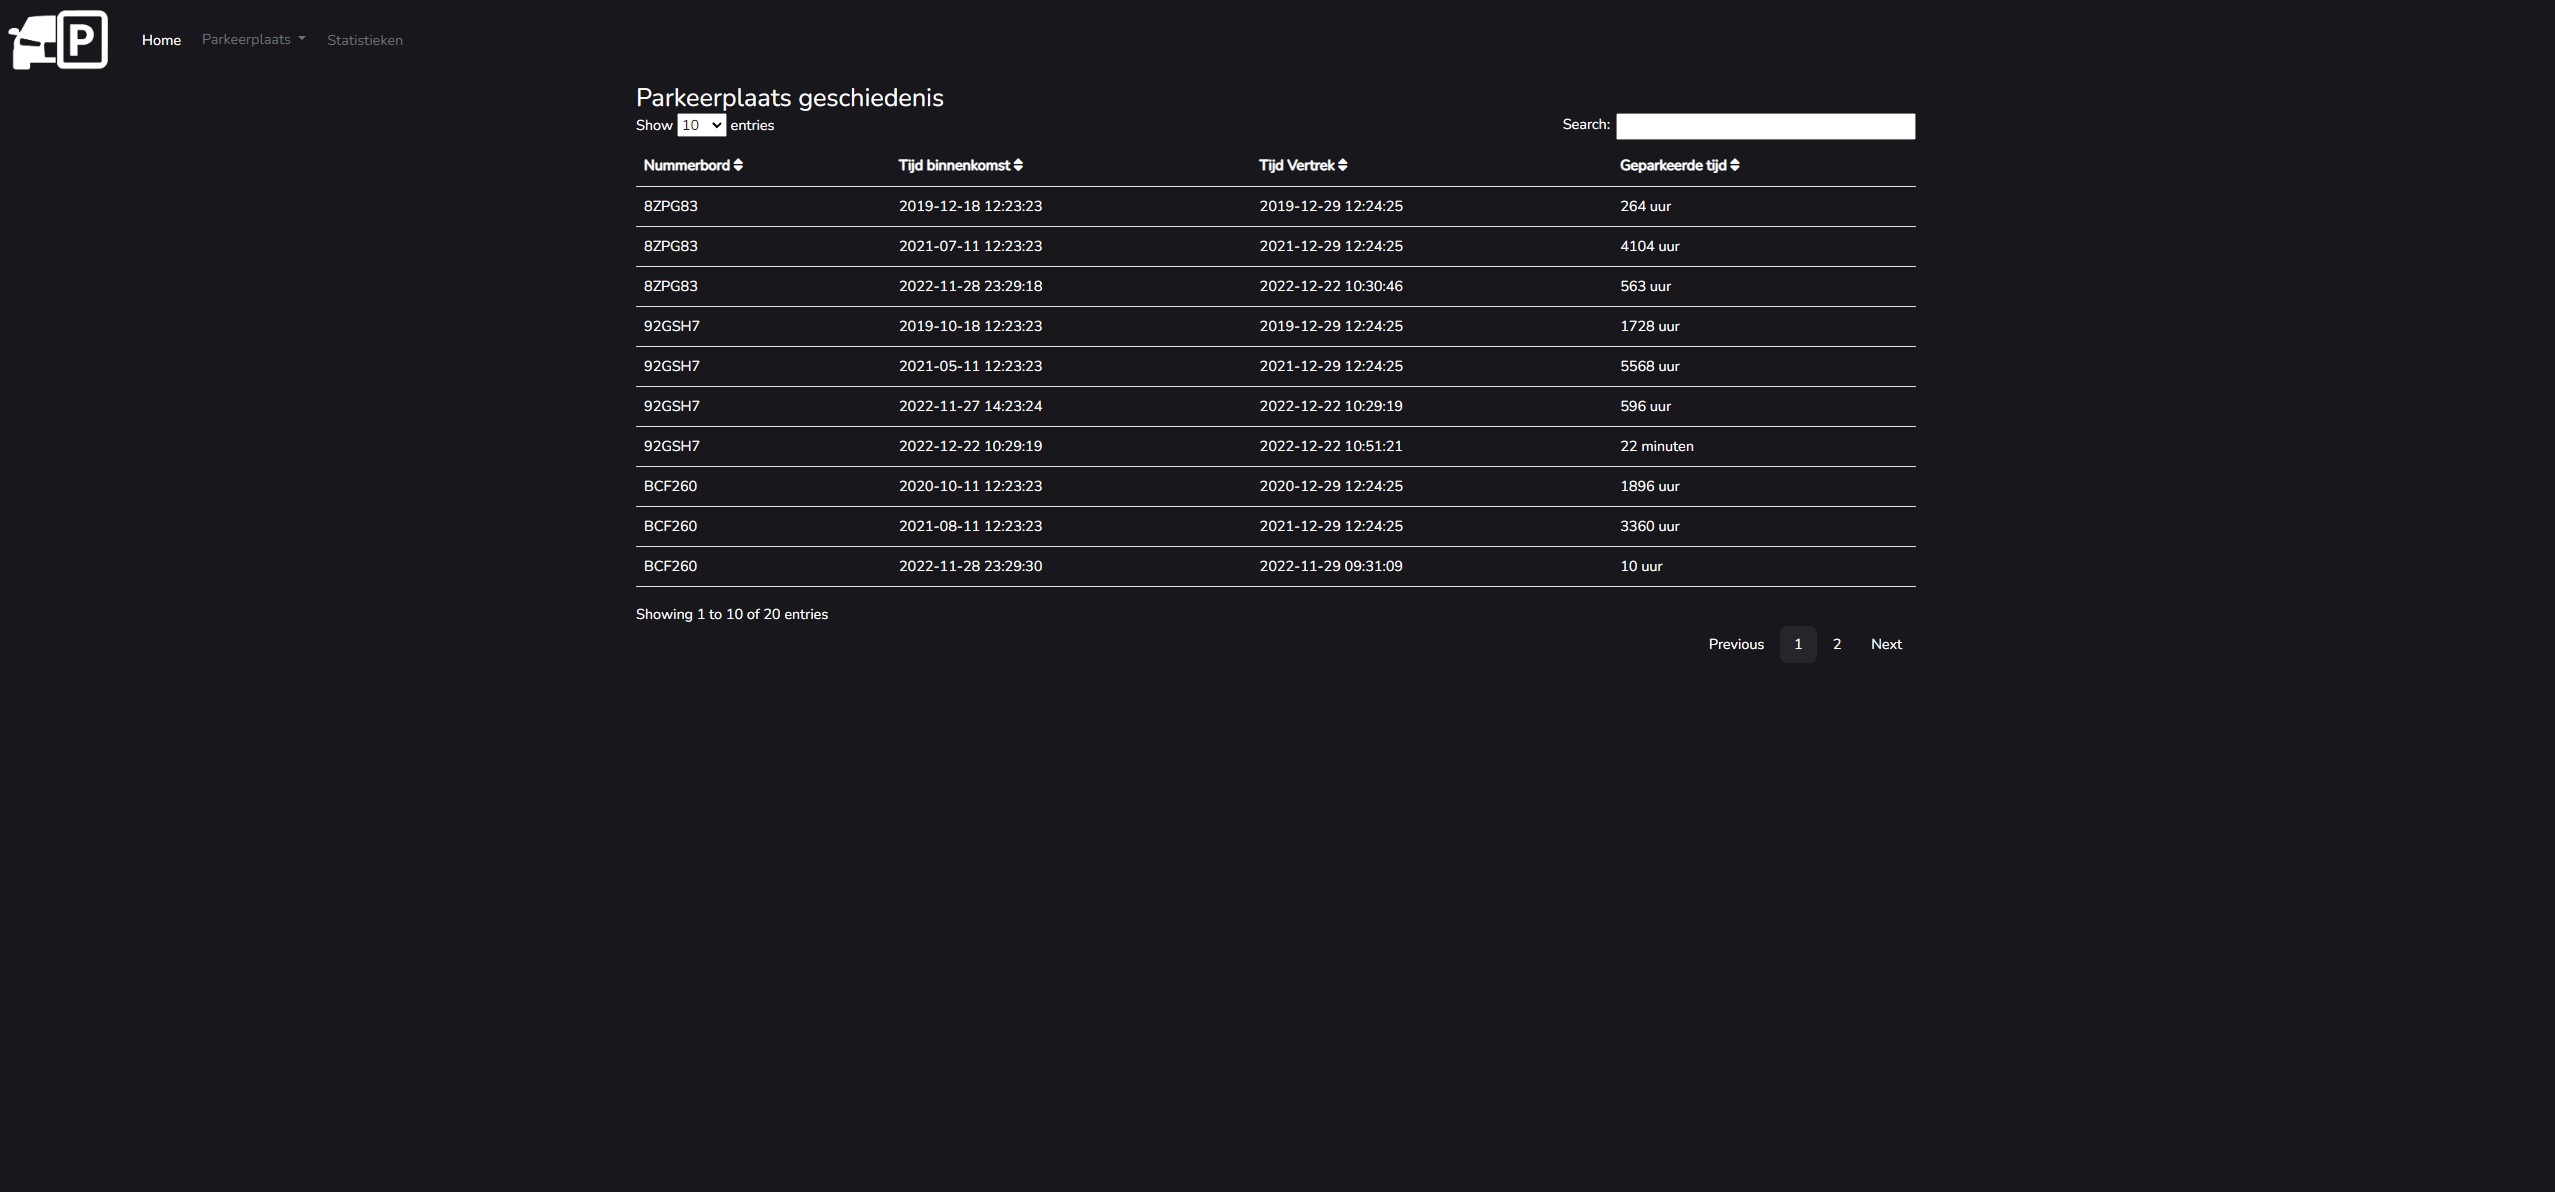 P Home Parkeerplaats Statistieken
Parkeerplaats geschiedenis
Show 10 entries Search:
Nummerbord Tijd binnenkomst Tijd Vertrek Geparkeerde tijd
8ZPG83 2019-12-18 12:23:23 2019-12-29 12:24:25 264 uur
8ZPG83 2021-07-11 12:23:23 2021-12-29 12:24:25 4104 uur
8ZPG83 2022-11-28 23:29:18 2022-12-22 10:30:46 563 uur
92GSH7 2019-10-18 12:23:23 2019-12-29 12:24:25 1728 uur
92GSH7 2021-05-11 12:23:23 2021-12-29 12:24:25 5568 uur
92GSH7 2022-11-27 14:23:24 2022-12-22 10:29:19 596 uur
92GSH7 2022-12-22 10:29:19 2022-12-22 10:51:21 22 minuten
BCF260 2020-10-11 12:23:23 2020-12-29 12:24:25 1896 uur
BCF260 2021-08-11 12:23:23 2021-12-29 12:24:25 3360 uur
BCF260 2022-11-28 23:29:30 2022-11-29 09:31:09 10 uur
Showing 1 to 10 of 20 entries
Previous 1 2 Next